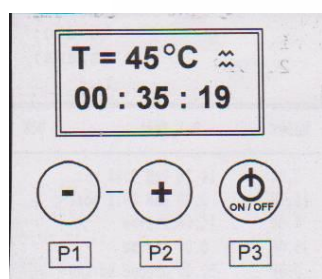 T = 45°C ♒
00 : 35 : 19
- – +
ON / OFF
P1 P2 P3